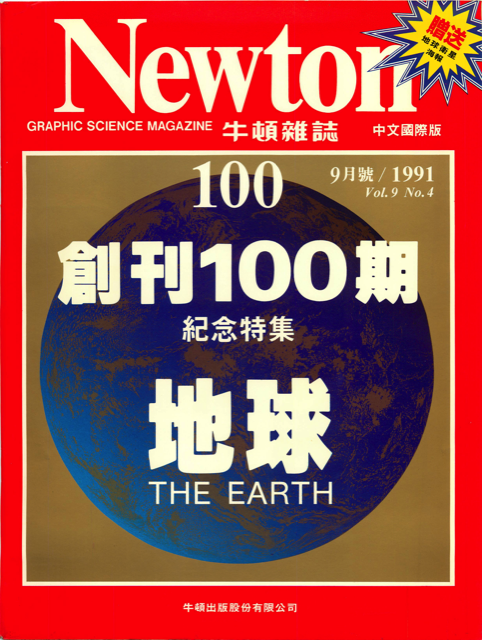 Newton
贈送
地球衛星
海報
GRAPHIC SCIENCE MAGAZINE 牛頓雜誌 中文國際版
100
9月號 / 1991
Vol. 9 No. 4
創刊100期
紀念特集
地球
THE EARTH
牛頓出版股份有限公司